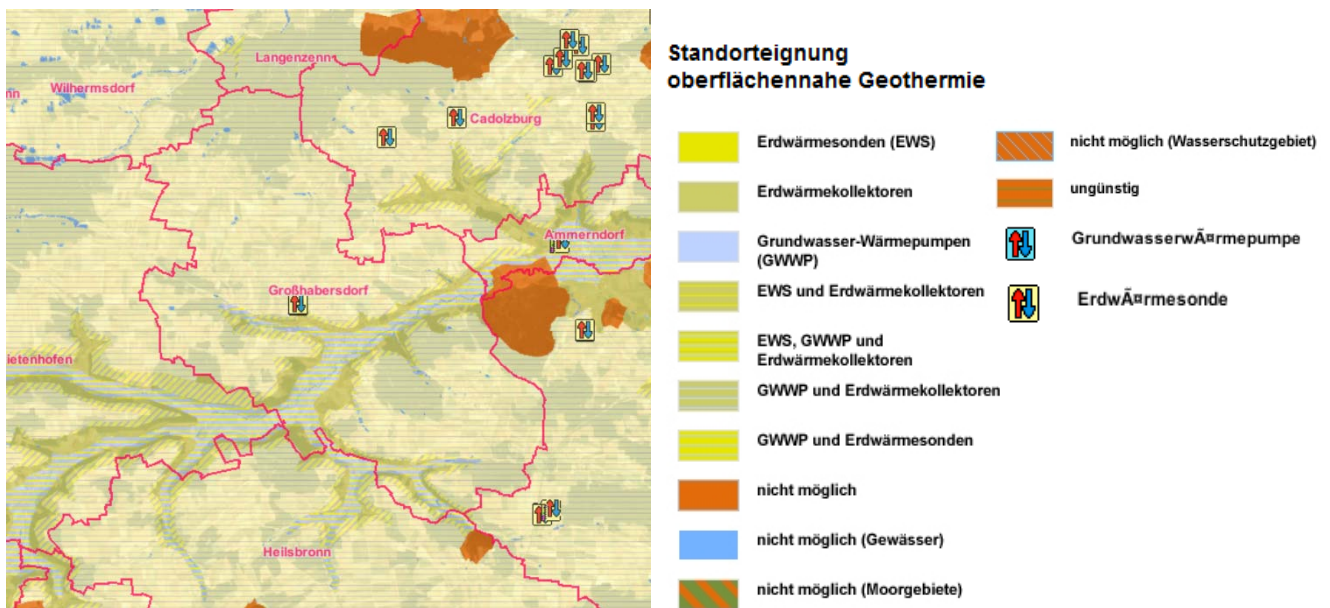 Langenzenn
Wilhermsdorf
Cadolzburg
Ammerndorf
Großhabersdorf
ietenhofen
Heilsbronn
Standorteignung
oberflächennahe Geothermie
Erdwärmesonden (EWS)
Erdwärmekollektoren
Grundwasser-Wärmepumpen
(GWWP)
EWS und Erdwärmekollektoren
EWS, GWWP und
Erdwärmekollektoren
GWWP und Erdwärmekollektoren
GWWP und Erdwärmesonden
nicht möglich
nicht möglich (Gewässer)
nicht möglich (Moorgebiete)
nicht möglich (Wasserschutzgebiet)
ungünstig
GrundwasserwÃ¤rmepumpe
ErdwÃ¤rmesonde